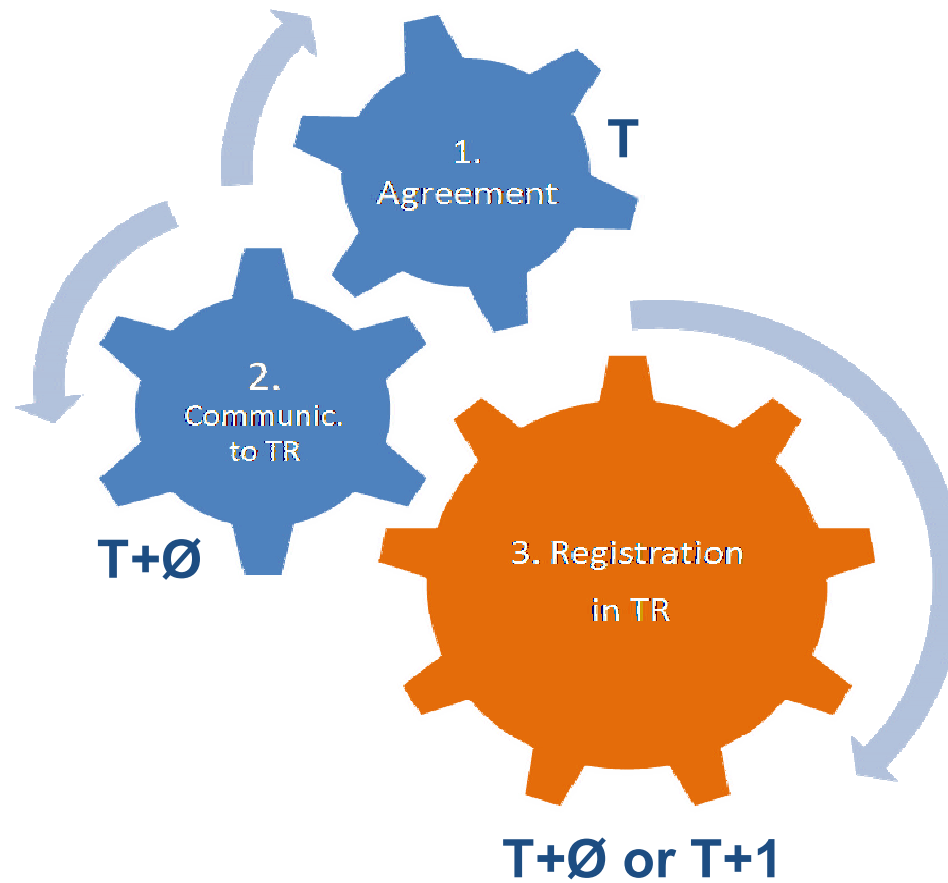 1.
Agreement
T
2.
Communic.
to TR
T+Ø
3. Registration
in TR
T+Ø or T+1